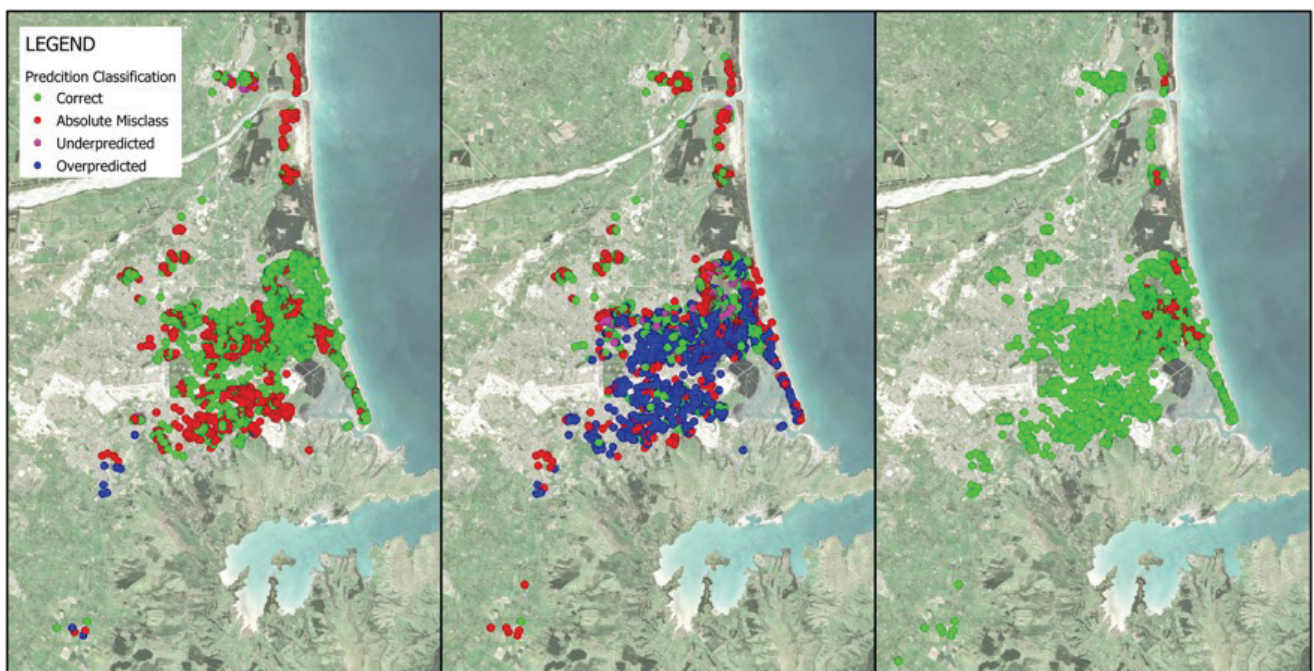 LEGEND
Predcition Classification
Correct
Absolute Misclass
Underpredicted
Overpredicted